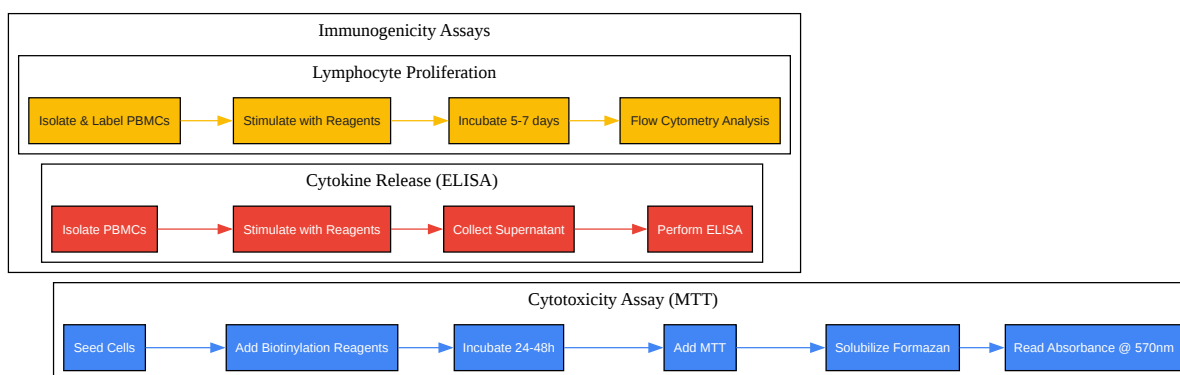 Immunogenicity Assays
Lymphocyte Proliferation
Isolate & Label PBMCs
Stimulate with Reagents
Incubate 5-7 days
Flow Cytometry Analysis
Cytokine Release (ELISA)
Isolate PBMCs
Stimulate with Reagents
Collect Supernatant
Perform ELISA
Cytotoxicity Assay (MTT)
Seed Cells
Add Biotinylation Reagents
Incubate 24-48h
Add MTT
Solubilize Formazan
Read Absorbance @ 570nm